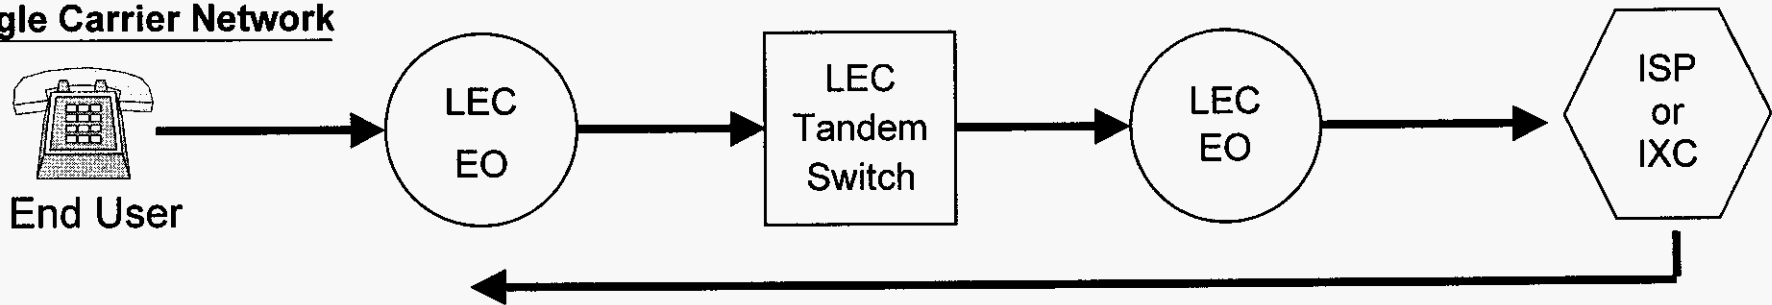 gle Carrier Network
End User
LEC
EO
LEC
Tandem
Switch
LEC
EO
ISP
or
IXC